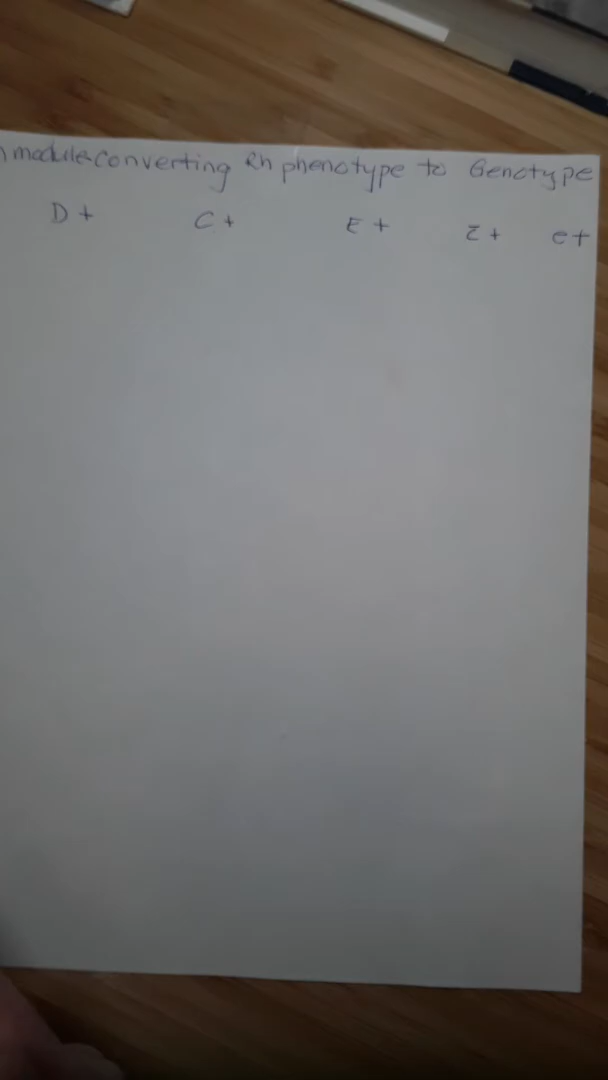 module converting Rh phenotype to Genotype
D + C + E + c̄ + e +